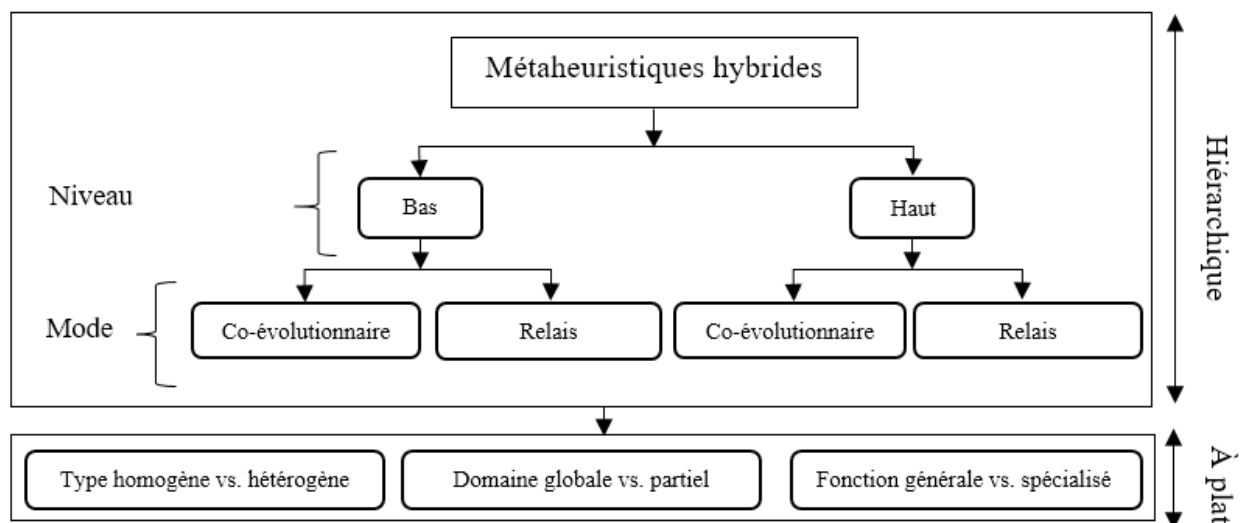 Métaheuristiques hybrides
Hiérarchique
Niveau
Bas
Haut
Mode
Co-évolutionnaire
Relais
Co-évolutionnaire
Relais
Type homogène vs. hétérogène
Domaine globale vs. partiel
Fonction générale vs. spécialisé
À plat